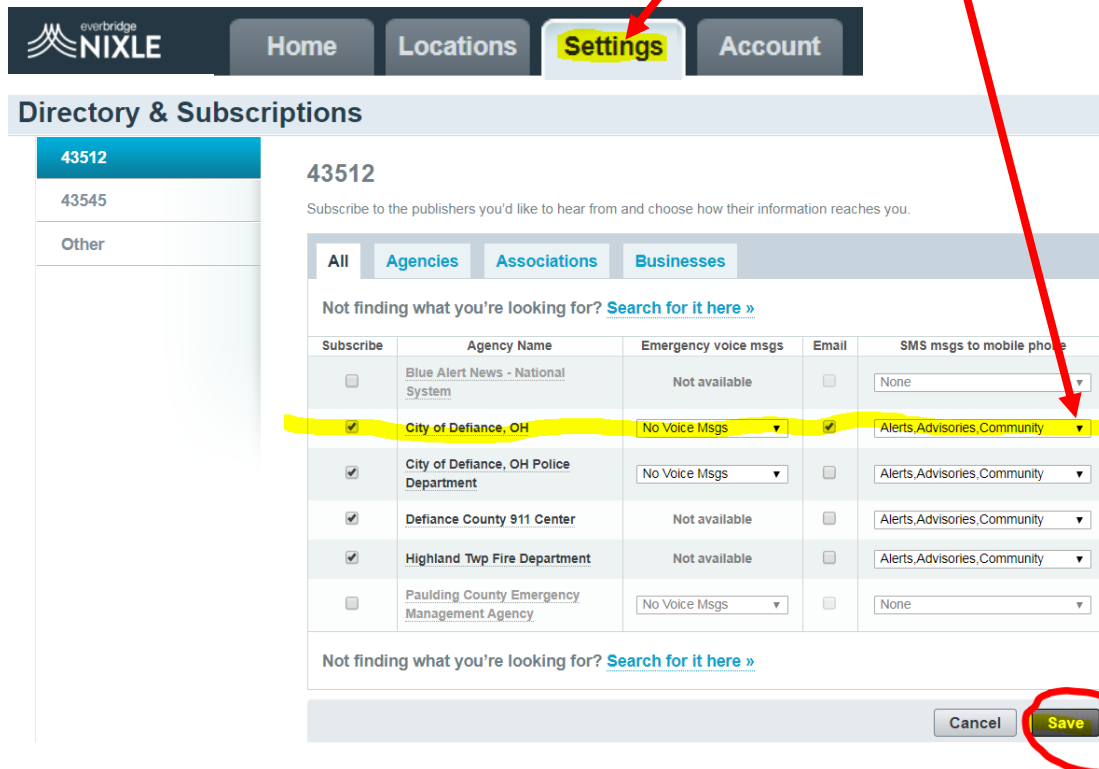 everbridge
NIXLE
Home Locations Settings Account
Directory & Subscriptions
43512
43545
Other
43512
Subscribe to the publishers you'd like to hear from and choose how their information reaches you.
All Agencies Associations Businesses
Not finding what you're looking for? Search for it here »
Subscribe Agency Name Emergency voice msgs Email SMS msgs to mobile phone
Blue Alert News - National
System
Not available
None
City of Defiance, OH No Voice Msgs Alerts,Advisories,Community
City of Defiance, OH Police
Department
No Voice Msgs Alerts,Advisories,Community
Defiance County 911 Center Not available Alerts,Advisories,Community
Highland Twp Fire Department Not available Alerts,Advisories,Community
Paulding County Emergency
Management Agency
No Voice Msgs None
Not finding what you're looking for? Search for it here »
Cancel Save